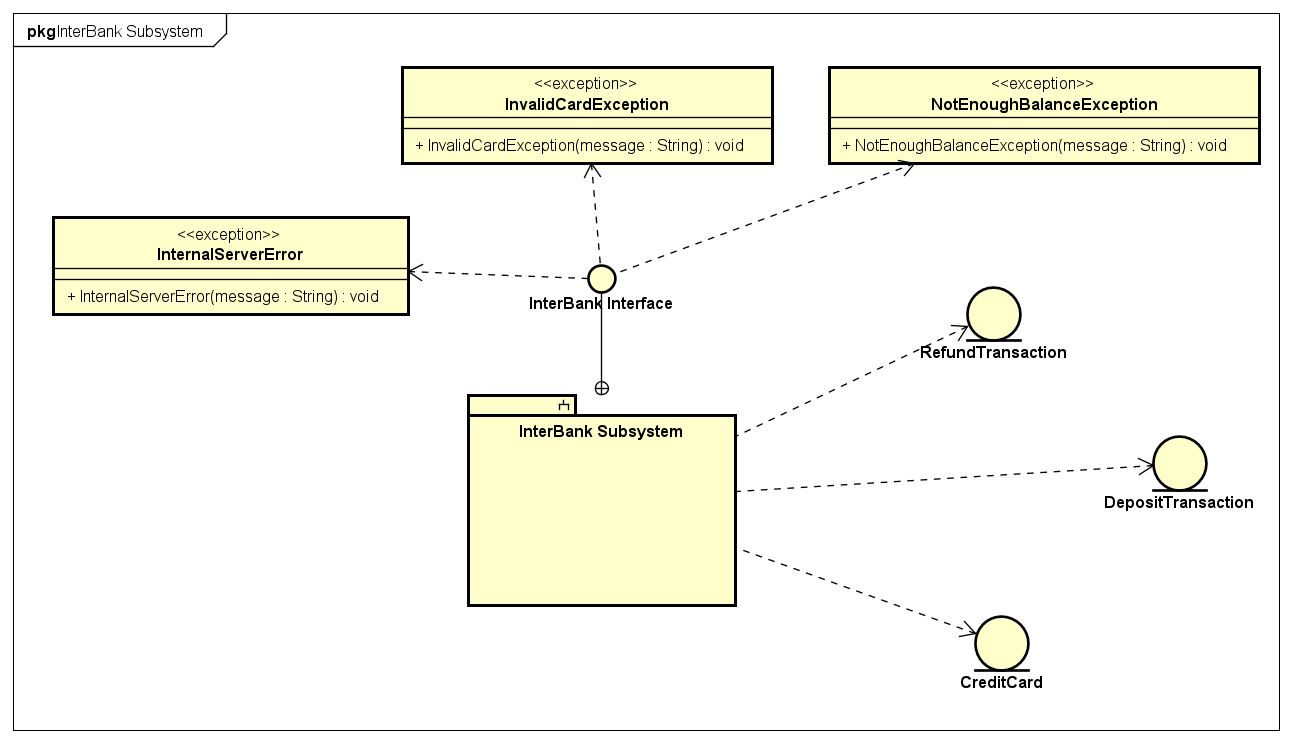 pkgInterBank Subsystem
<<exception>>
InvalidCardException
+ InvalidCardException(message : String) : void
<<exception>>
NotEnoughBalanceException
+ NotEnoughBalanceException(message : String) : void
<<exception>>
InternalServerError
+ InternalServerError(message : String) : void
InterBank Interface
RefundTransaction
InterBank Subsystem
DepositTransaction
CreditCard